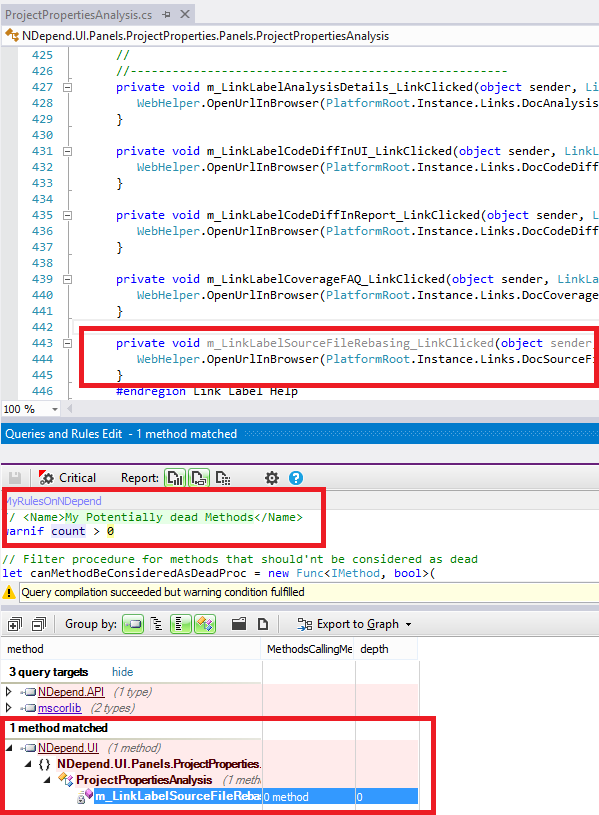 ProjectPropertiesAnalysis.cs
NDepend.UI.Panels.ProjectProperties.Panels.ProjectPropertiesAnalysis
425 //
426 //------------------------------------------------------
427 private void m_LinkLabelAnalysisDetails_LinkClicked(object sender, Li
428 WebHelper.OpenUrlInBrowser(PlatformRoot.Instance.Links.DocAnalysis
429 }
430
431 private void m_LinkLabelCodeDiffInUI_LinkClicked(object sender, LinkL
432 WebHelper.OpenUrlInBrowser(PlatformRoot.Instance.Links.DocCodeDiff
433 }
434
435 private void m_LinkLabelCodeDiffInReport_LinkClicked(object sender, L
436 WebHelper.OpenUrlInBrowser(PlatformRoot.Instance.Links.DocCodeDiff
437 }
438
439 private void m_LinkLabelCoverageFAQ_LinkClicked(object sender, LinkLa
440 WebHelper.OpenUrlInBrowser(PlatformRoot.Instance.Links.DocCoverage
441 }
442
443 private void m_LinkLabelSourceFileRebasing_LinkClicked(object sender,
444 WebHelper.OpenUrlInBrowser(PlatformRoot.Instance.Links.DocSourceFi
445 }
446 #endregion Link Label Help
100 %
Queries and Rules Edit - 1 method matched
Critical Report:
MyRulesOnNDepend
// <Name>My Potentially dead Methods</Name>
warnif count > 0
// Filter procedure for methods that should'nt be considered as dead
let canMethodBeConsideredAsDeadProc = new Func<IMethod, bool>(
Query compilation succeeded but warning condition fulfilled
Group by: Export to Graph
method MethodsCallingMe depth
3 query targets hide
NDepend.API (1 type)
mscorlib (2 types)
1 method matched
NDepend.UI (1 method)
{ } NDepend.UI.Panels.ProjectProperties.
ProjectPropertiesAnalysis (1 meth
m_LinkLabelSourceFileRebas 0 method 0